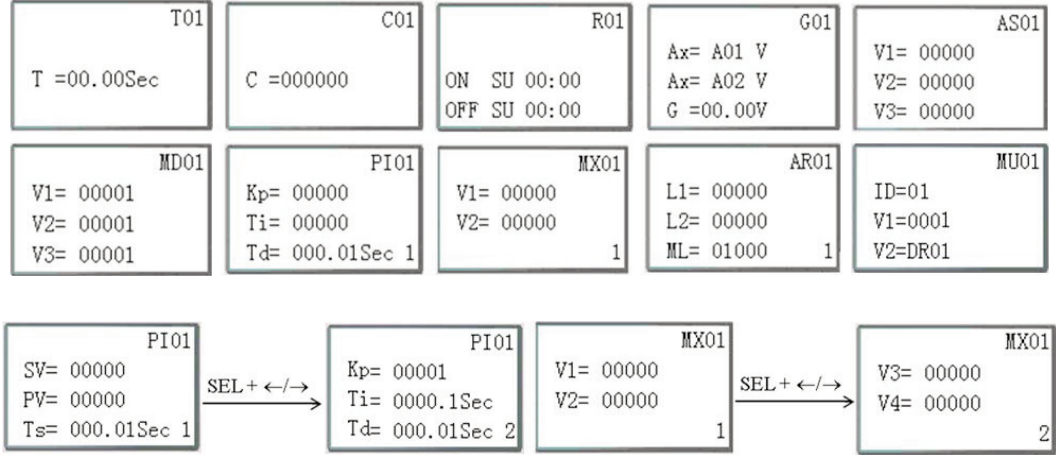 T01
T =00.00Sec
C01
C =000000
R01
ON SU 00:00
OFF SU 00:00
G01
Ax= A01 V
Ax= A02 V
G =00.00V
AS01
V1= 00000
V2= 00000
V3= 00000
MD01
V1= 00001
V2= 00001
V3= 00001
PI01
Kp= 00000
Ti= 00000
Td= 000.01Sec 1
MX01
V1= 00000
V2= 00000
1
AR01
L1= 00000
L2= 00000
ML= 01000 1
MU01
ID=01
V1=0001
V2=DR01
PI01
SV= 00000
PV= 00000
Ts= 000.01Sec 1
SEL+ ←/→
PI01
Kp= 00001
Ti= 0000.1Sec
Td= 000.01Sec 2
MX01
V1= 00000
V2= 00000
1
SEL+ ←/→
MX01
V3= 00000
V4= 00000
2